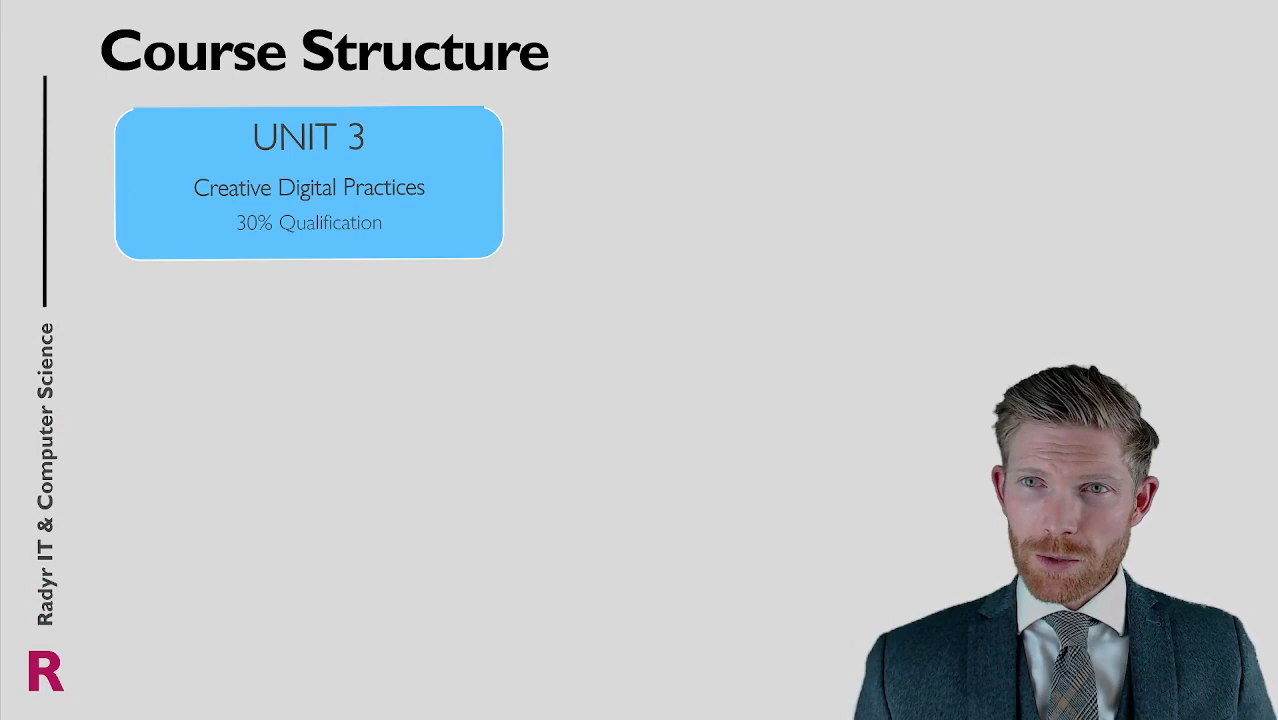 Course Structure
UNIT 3
Creative Digital Practices
30% Qualification
Radyr IT & Computer Science
R